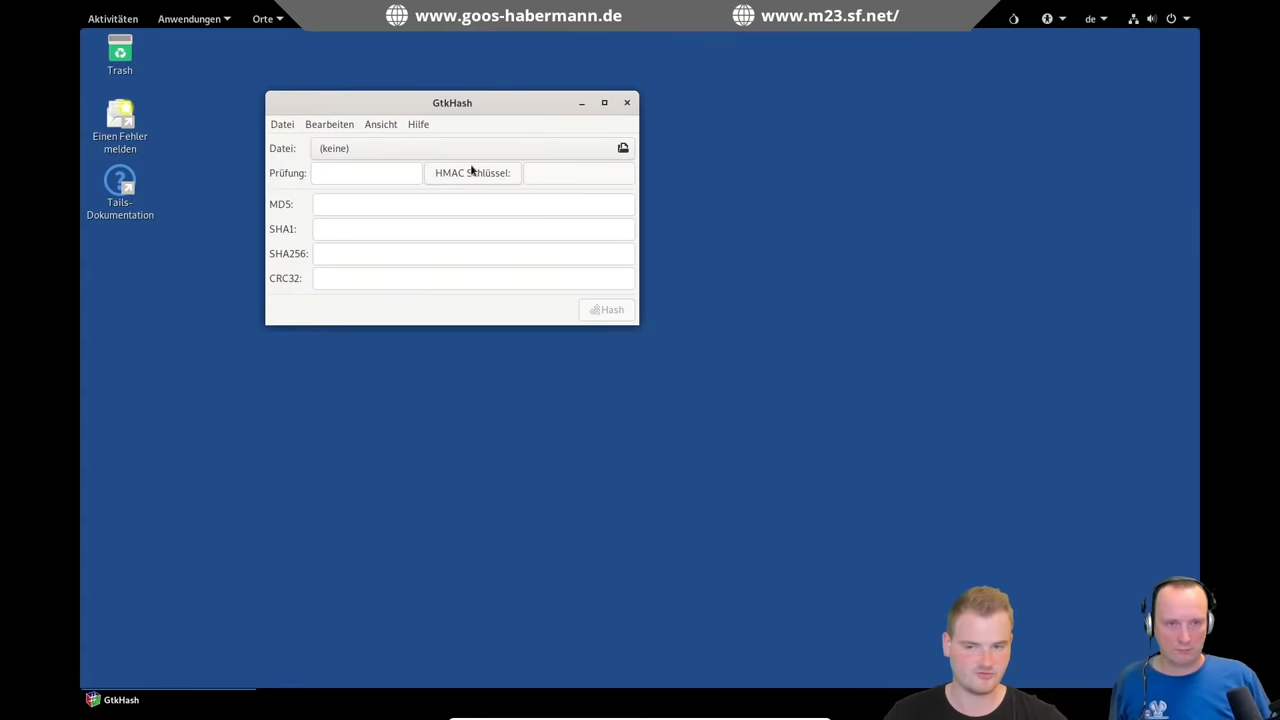 www.goos-habermann.de
www.m23.sf.net/
Aktivitäten Anwendungen Orte de
Trash
Einen Fehler
melden
Tails-
Dokumentation
GtkHash
Datei Bearbeiten Ansicht Hilfe
Datei: (keine)
Prüfung: HMAC Schlüssel:
MD5:
SHA1:
SHA256:
CRC32:
Hash
GtkHash